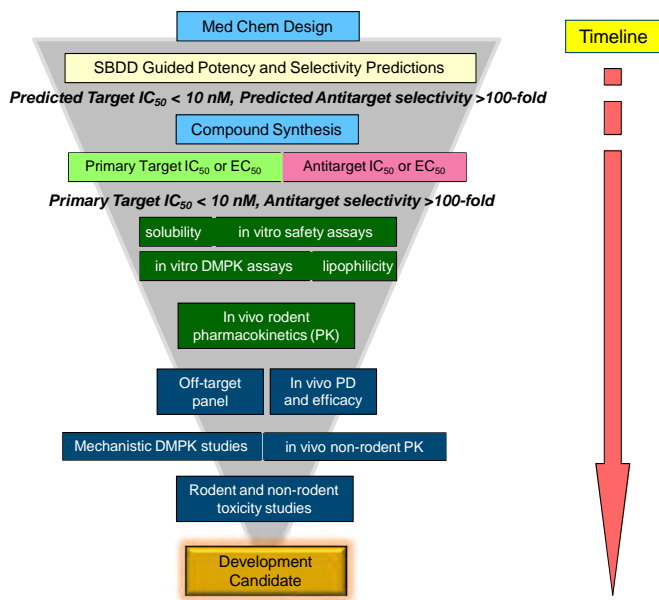 Med Chem Design
Timeline
SBDD Guided Potency and Selectivity Predictions
Predicted Target IC50 < 10 nM, Predicted Antitarget selectivity >100-fold
Compound Synthesis
Primary Target IC50 or EC50
Antitarget IC50 or EC50
Primary Target IC50 < 10 nM, Antitarget selectivity >100-fold
solubility
in vitro safety assays
in vitro DMPK assays
lipophilicity
In vivo rodent
pharmacokinetics (PK)
Off-target
panel
In vivo PD
and efficacy
Mechanistic DMPK studies
in vivo non-rodent PK
Rodent and non-rodent
toxicity studies
Development
Candidate